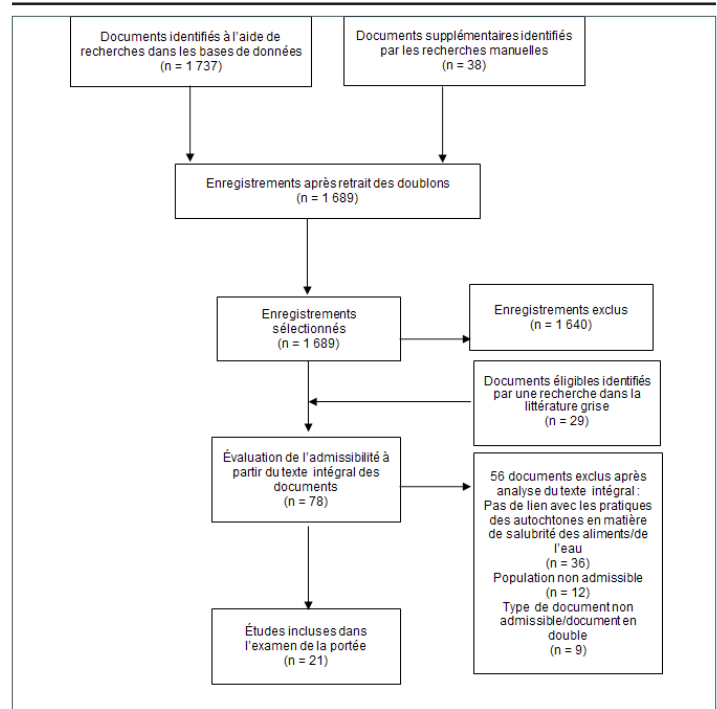 Documents identifiés à l’aide de
recherches dans les bases de données
(n = 1 737)
Documents supplémentaires identifiés
par les recherches manuelles
(n = 38)
Enregistrements après retrait des doublons
(n = 1 689)
Enregistrements
sélectionnés
(n = 1 689)
Enregistrements exclus
(n = 1 640)
Documents éligibles identifiés
par une recherche dans la
littérature grise
(n = 29)
Évaluation de l’admissibilité à
partir du texte intégral des
documents
(n = 78)
56 documents exclus après
analyse du texte intégral :
Pas de lien avec les pratiques
des autochtones en matière
de salubrité des aliments/de
l’eau
(n = 36)
Population non admissible
(n = 12)
Type de document non
admissible/document en
double
(n = 9)
Études incluses dans
l’examen de la portée
(n = 21)